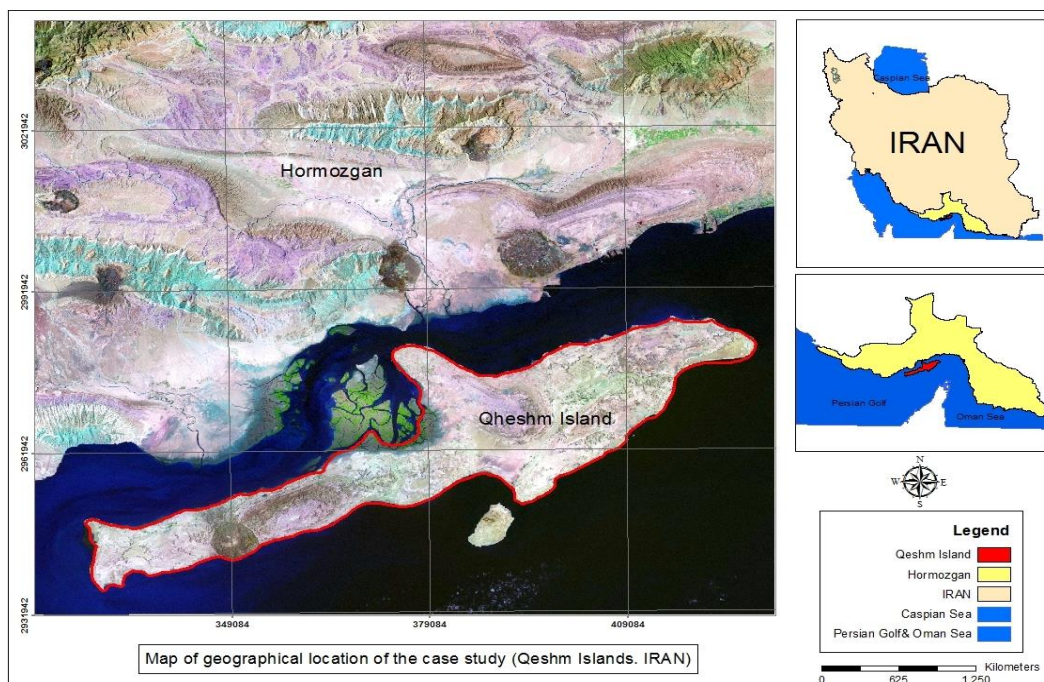 Hormozgan
Qheshm Island
3021942
2991942
2961942
2931942
349084
379084
409084
Map of geographical location of the case study (Qeshm Islands. IRAN)
Caspian Sea
IRAN
Persian Golf
Oman Sea
N
W
E
S
Legend
Qeshm Island
Hormozgan
IRAN
Caspian Sea
Persian Golf& Oman Sea
Kilometers
0 625 1,250